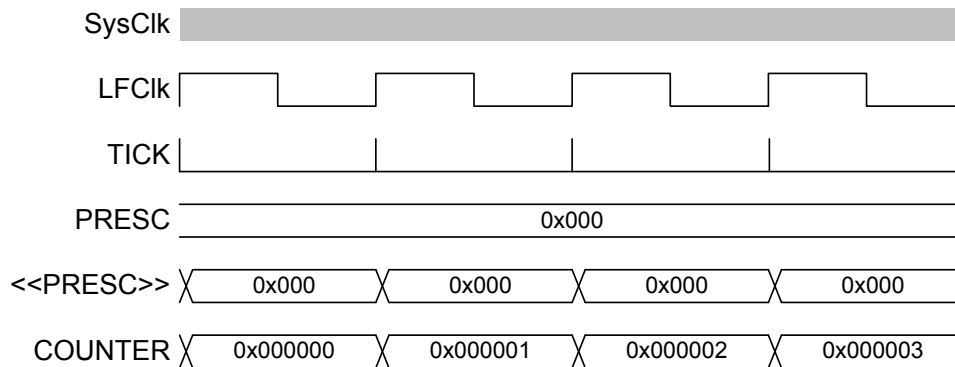 SysClk
LFClk
TICK
PRESC
0x000
<<PRESC>>
0x000 0x000 0x000 0x000
COUNTER
0x000000 0x000001 0x000002 0x000003